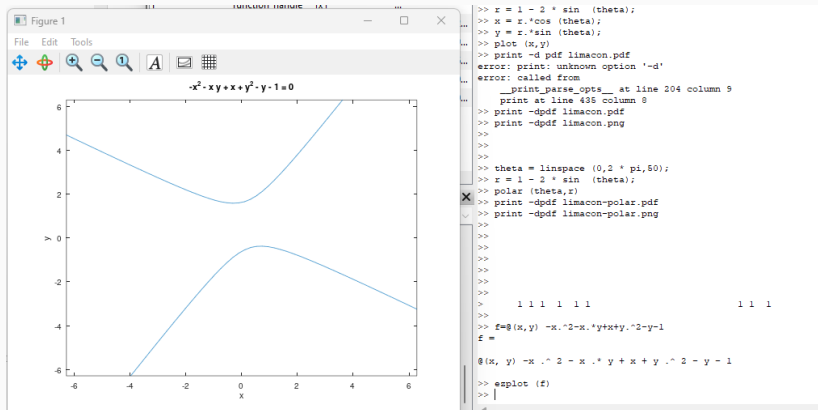 Figure 1
File Edit Tools
A
-x² - x y + x + y² - y - 1 = 0
6
4
2
0
-2
-4
-6
y
-6 -4 -2 0 2 4 6
x
function handle
...
>> r = 1 - 2 * sin  (theta);
>> x = r.*cos (theta);
>> y = r.*sin (theta);
>> plot (x,y)
>> print -d pdf limacon.pdf
error: print: unknown option '-d'
error: called from
    __print_parse_opts__ at line 204 column 9
    print at line 435 column 8
>> print -dpdf limacon.pdf
>> print -dpdf limacon.png
>>
>>
>>
>> theta = linspace (0,2 * pi,50);
>> r = 1 - 2 * sin  (theta);
>> polar (theta,r)
>> print -dpdf limacon-polar.pdf
>> print -dpdf limacon-polar.png
>>
>>
>>
>>
>>
>>
>>
>      1 1 1  1  1 1                          1 1  1
>>
>> f=@(x,y) -x.^2-x.*y+x+y.^2-y-1
f =

@(x, y) -x .^ 2 - x .* y + x + y .^ 2 - y - 1

>> ezplot (f)
>>